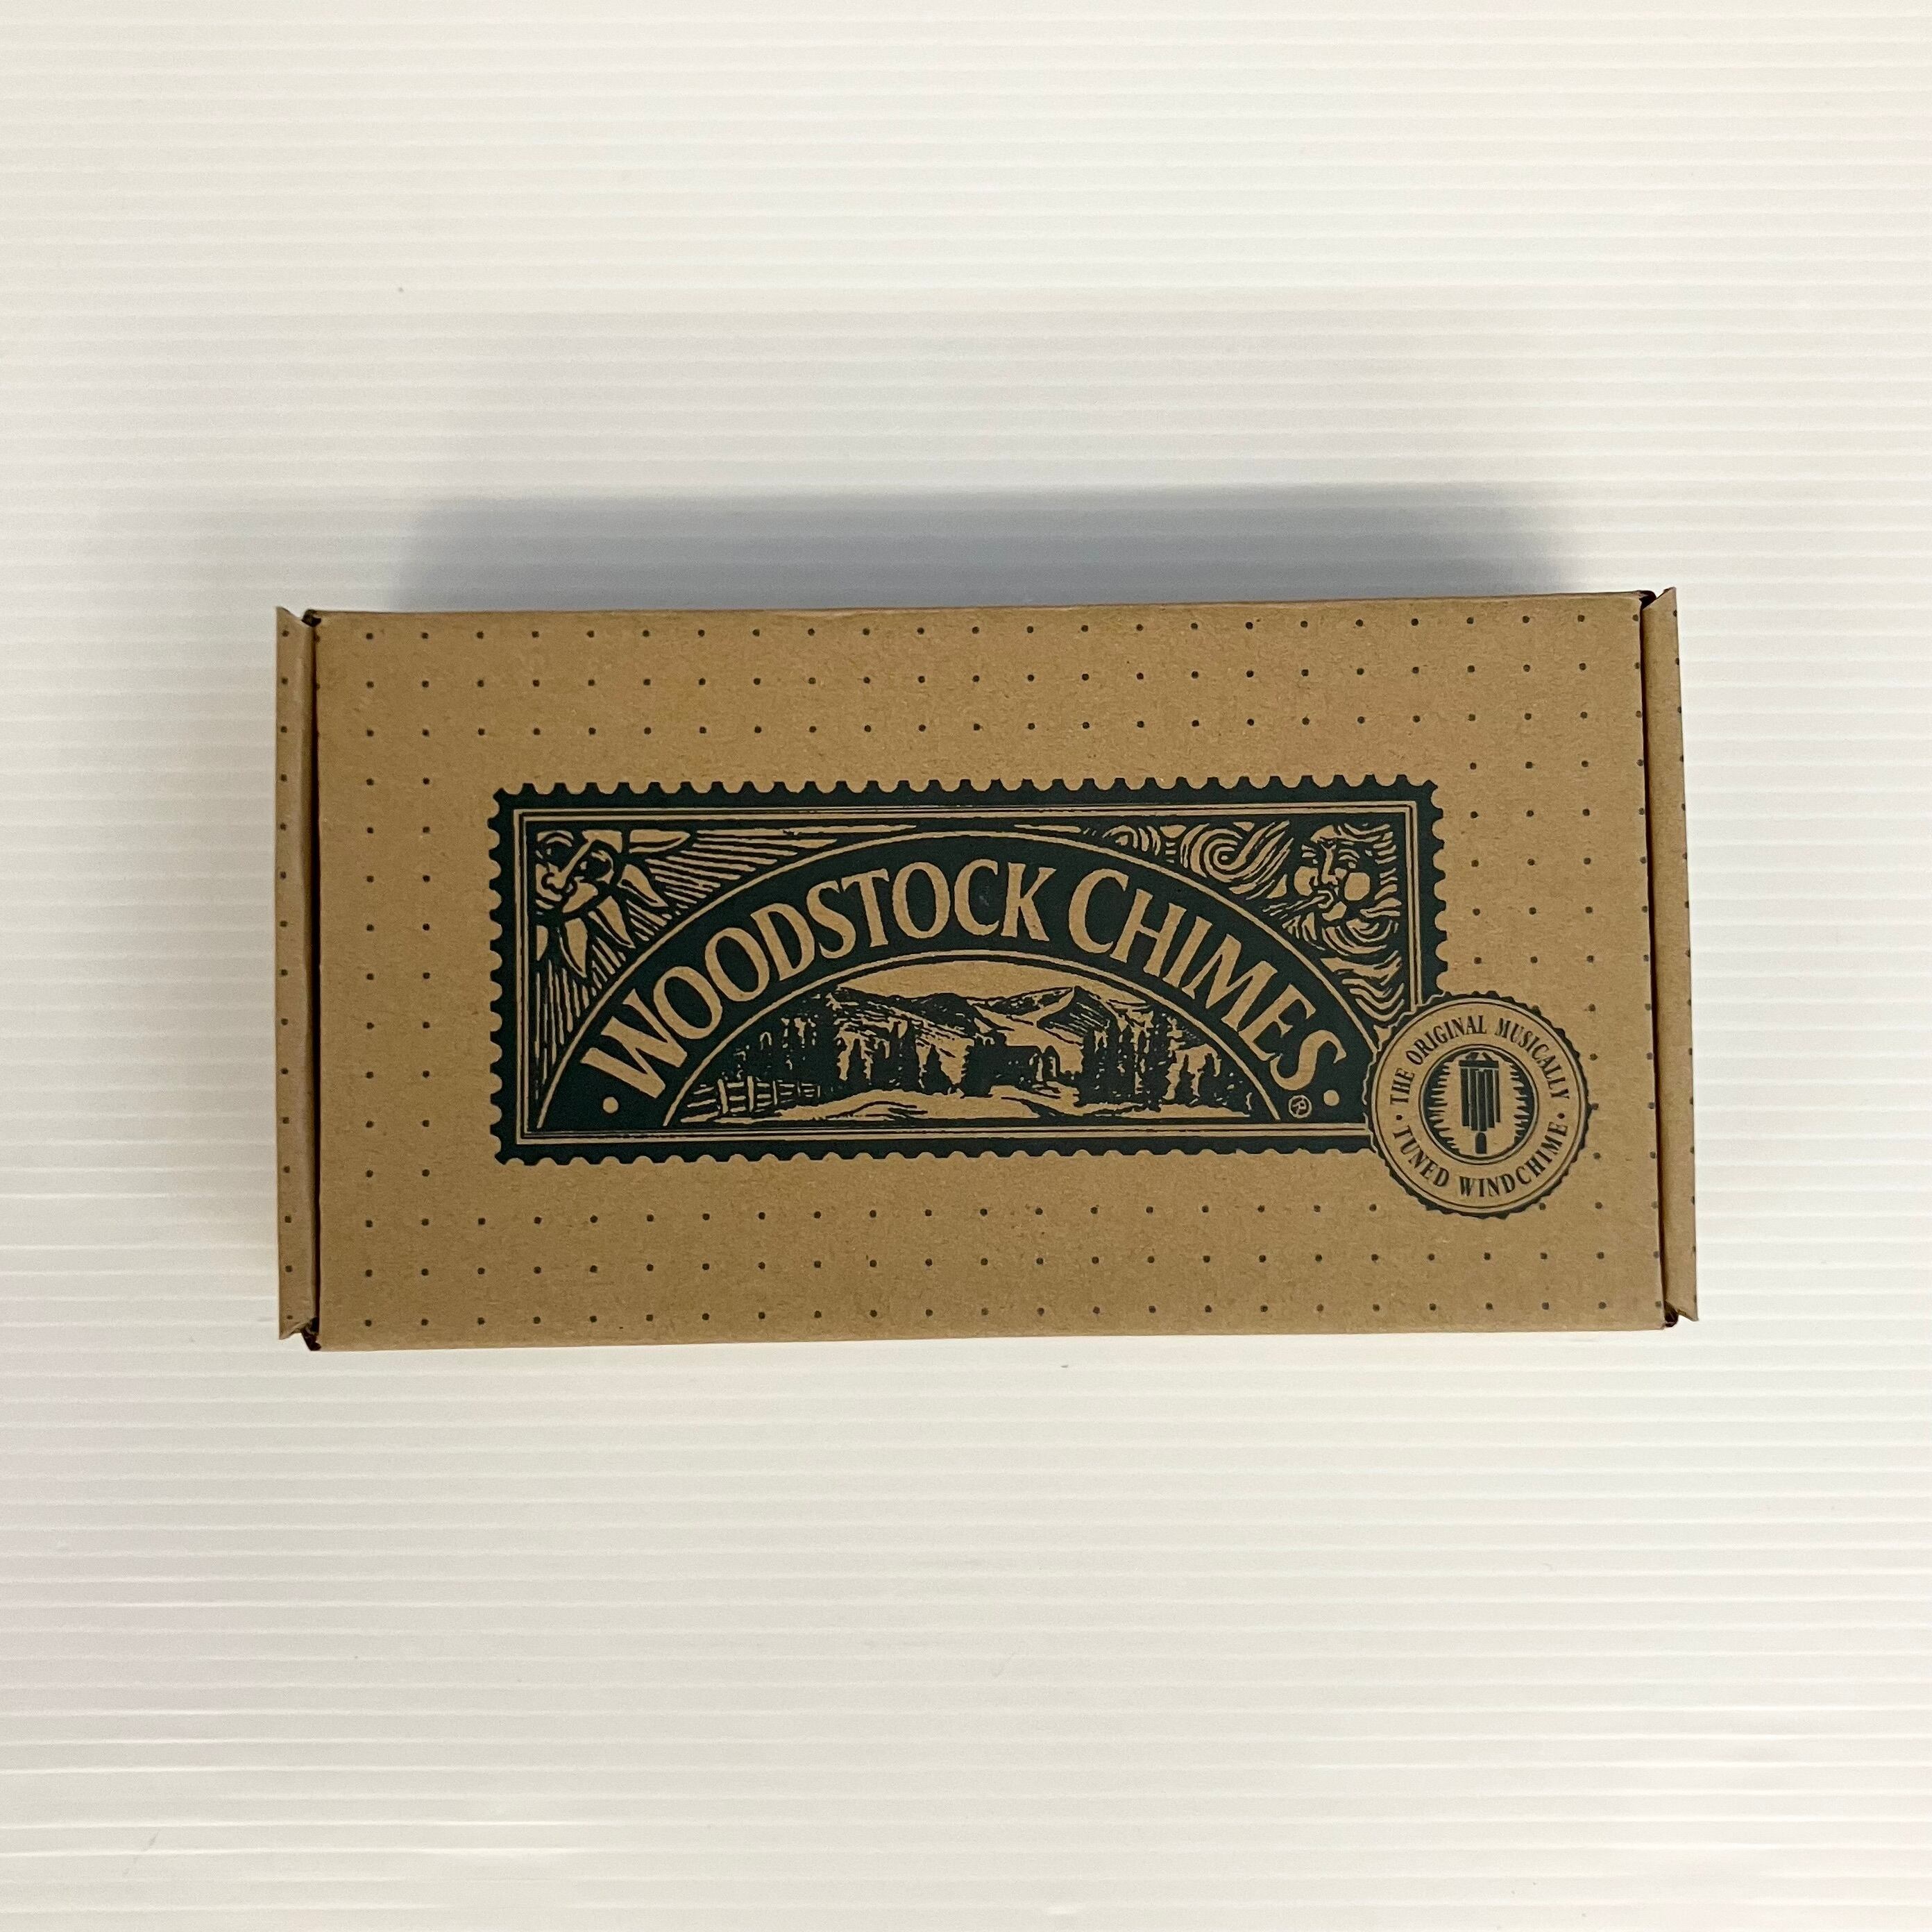 WOODSTOCK CHIMES
®
THE ORIGINAL MUSICALLY
• TUNED WINDCHIME •